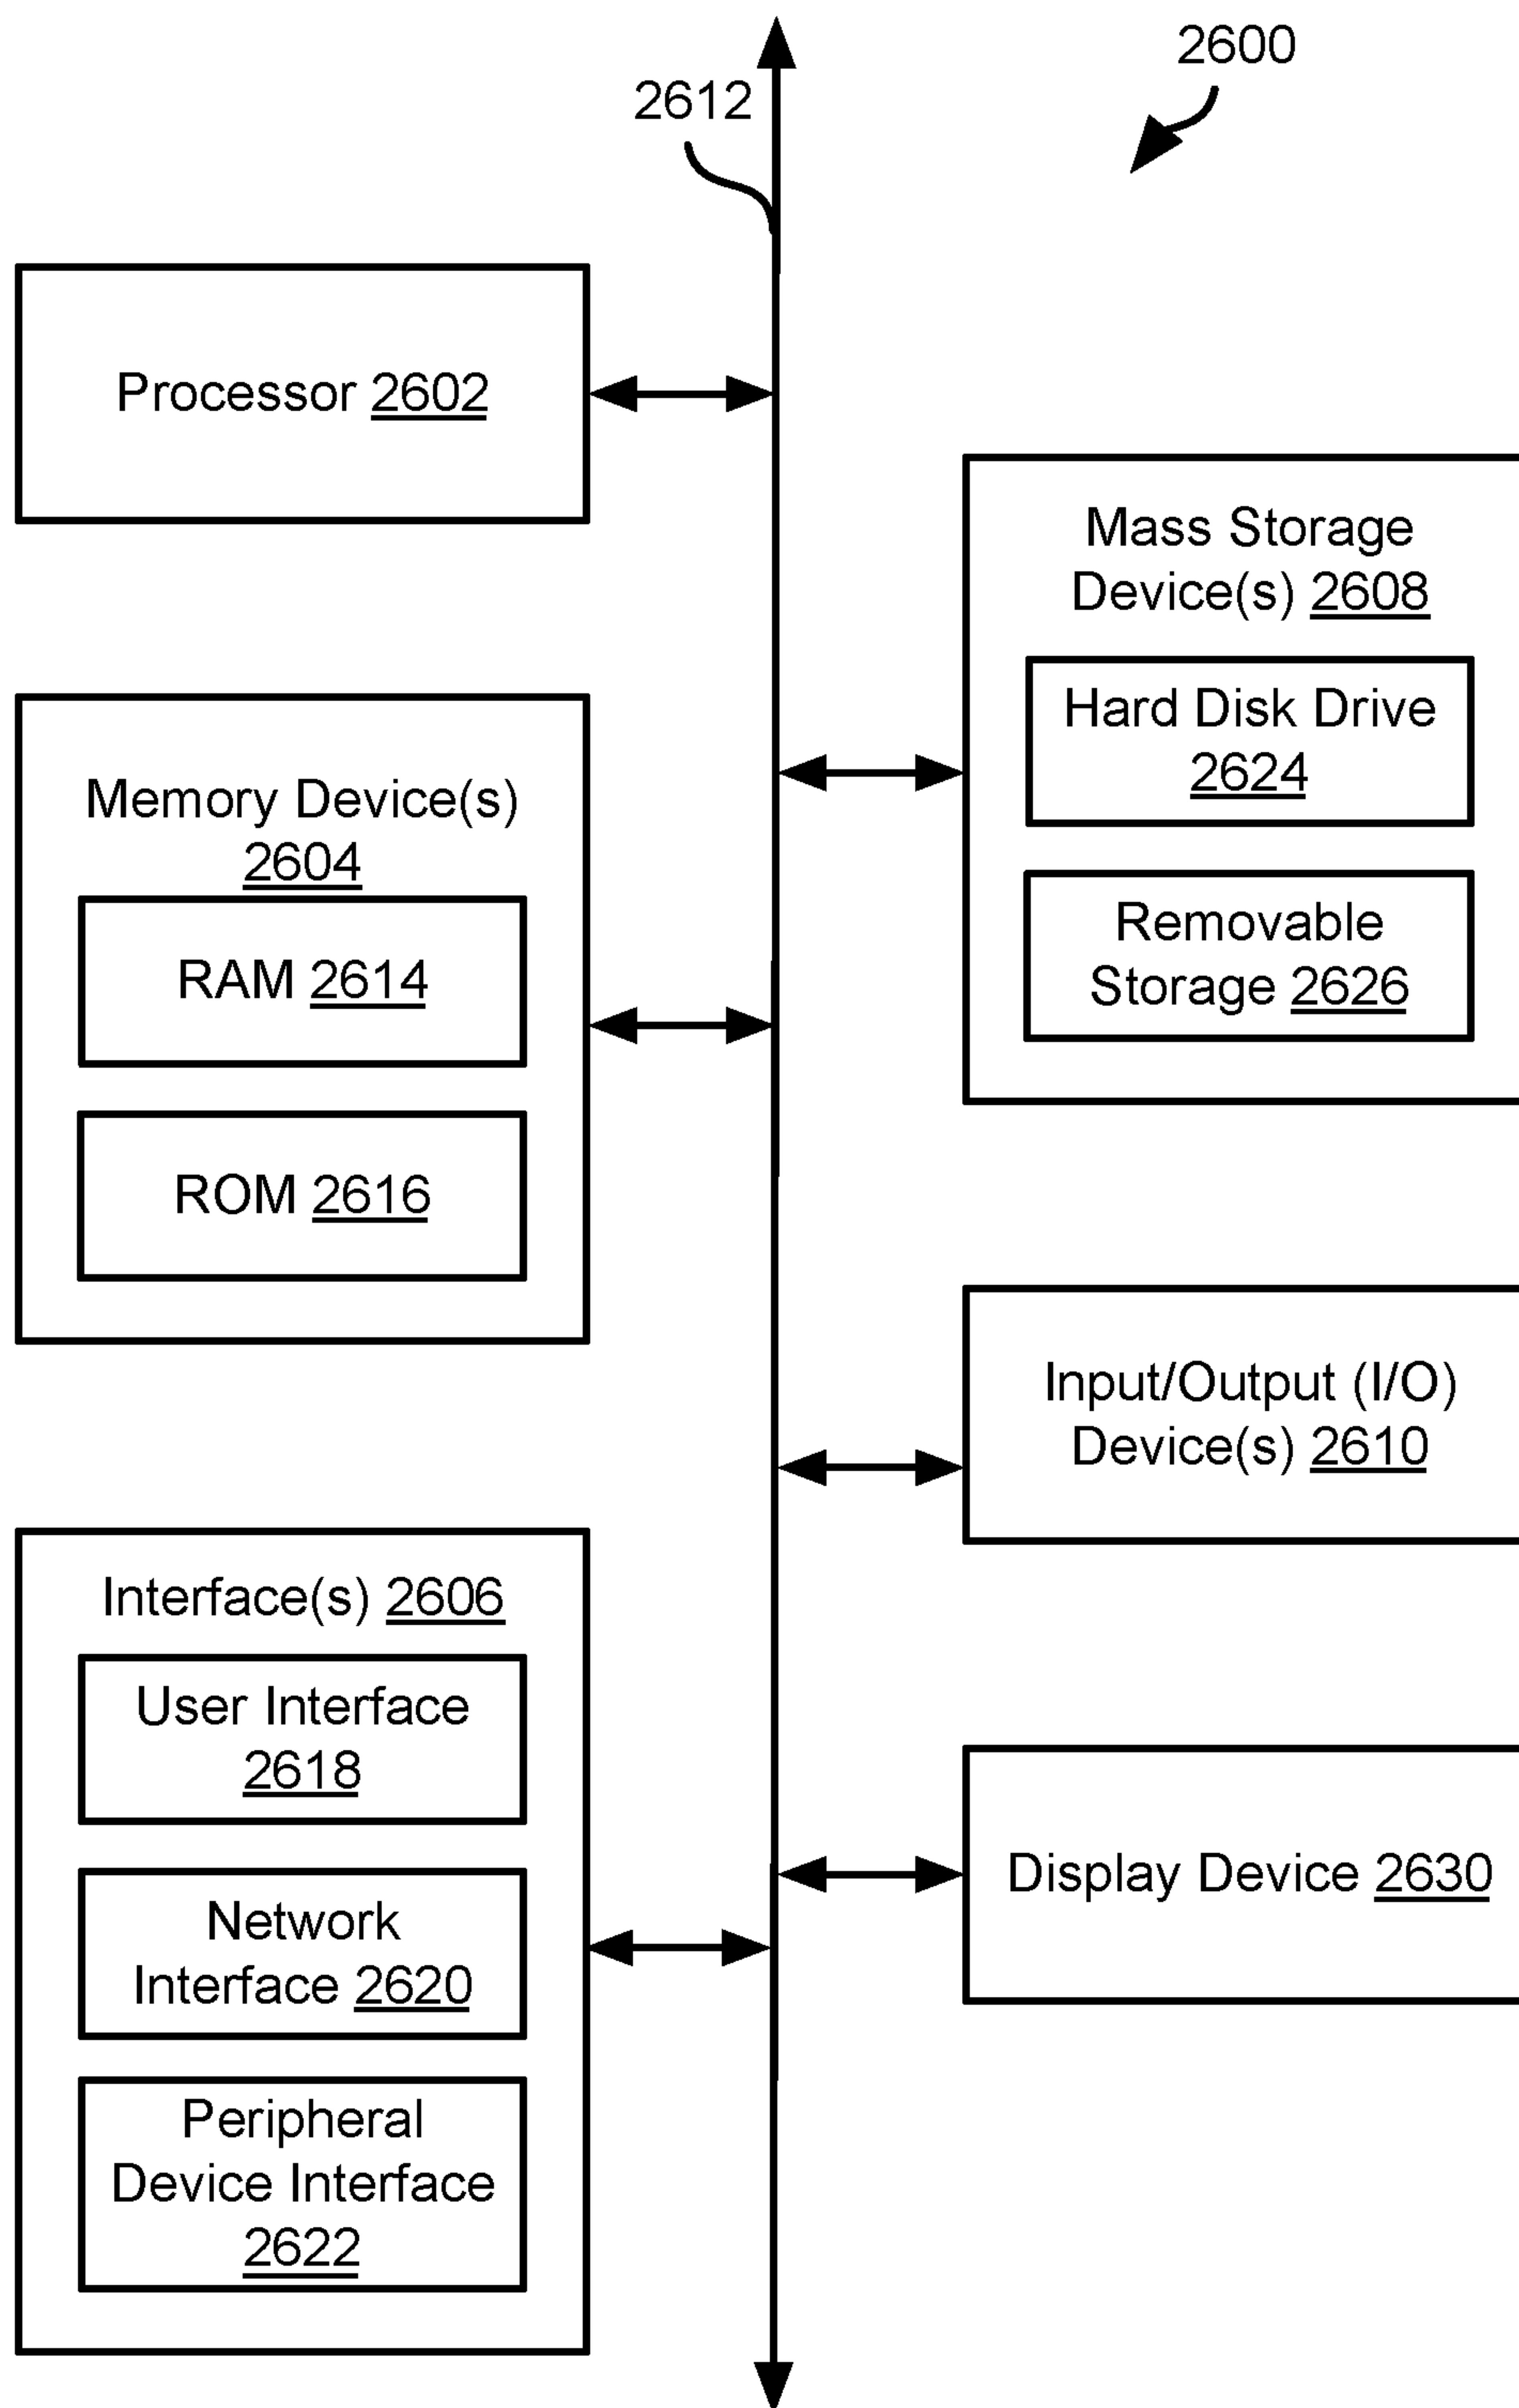 2600
2612
Processor 2602
Mass Storage
Device(s) 2608
Hard Disk Drive
2624
Removable
Storage 2626
Memory Device(s)
2604
RAM 2614
ROM 2616
Input/Output (I/O)
Device(s) 2610
Interface(s) 2606
User Interface
2618
Network
Interface 2620
Peripheral
Device Interface
2622
Display Device 2630